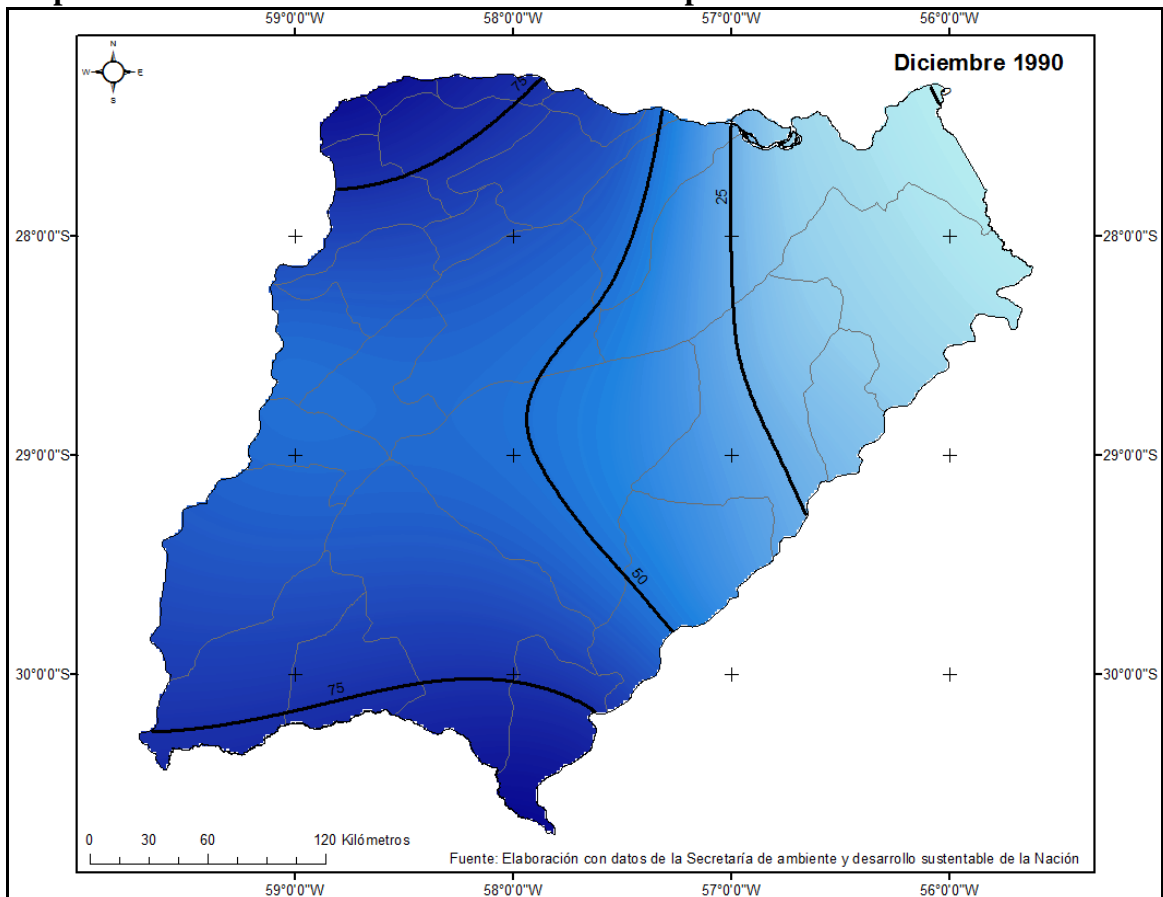 59°0'0"W 58°0'0"W 57°0'0"W 56°0'0"W
N
W E
S
Diciembre 1990
75
25
28°0'0"S 28°0'0"S
29°0'0"S 29°0'0"S
50
30°0'0"S 30°0'0"S
75
0 30 60 120 Kilómetros
Fuente: Elaboración con datos de la Secretaría de ambiente y desarrollo sustentable de la Nación
59°0'0"W 58°0'0"W 57°0'0"W 56°0'0"W